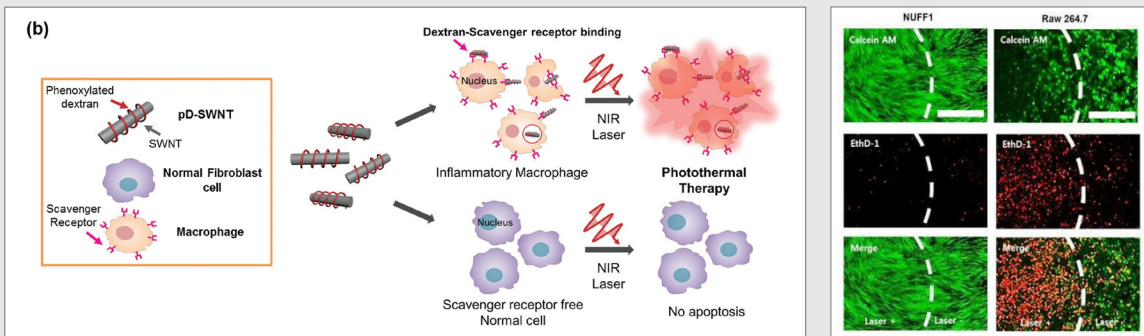 (b)
Phenoxylated
dextran
pD-SWNT
SWNT
Normal Fibroblast
cell
Scavenger
Receptor
Macrophage
Dextran-Scavenger receptor binding
Nucleus
NIR
Laser
Inflammatory Macrophage
Photothermal
Therapy
Nucleus
NIR
Laser
Scavenger receptor free
Normal cell
No apoptosis
NUFF1
Raw 264.7
Calcein AM
Calcein AM
EthD-1
EthD-1
Merge
Merge
Laser +
Laser -
Laser +
Laser -